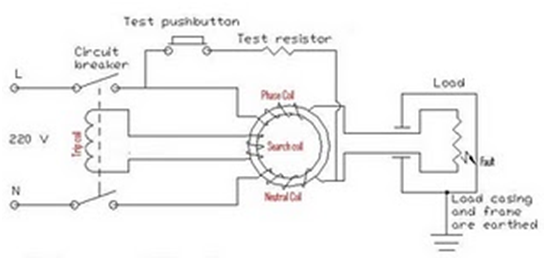 Test pushbutton
Test resistor
Circuit
breaker
L
Load
Phase Coil
220 V
Trip coil
Search coil
Fault
Neutral Coil
N
Load casing
and frame
are earthed